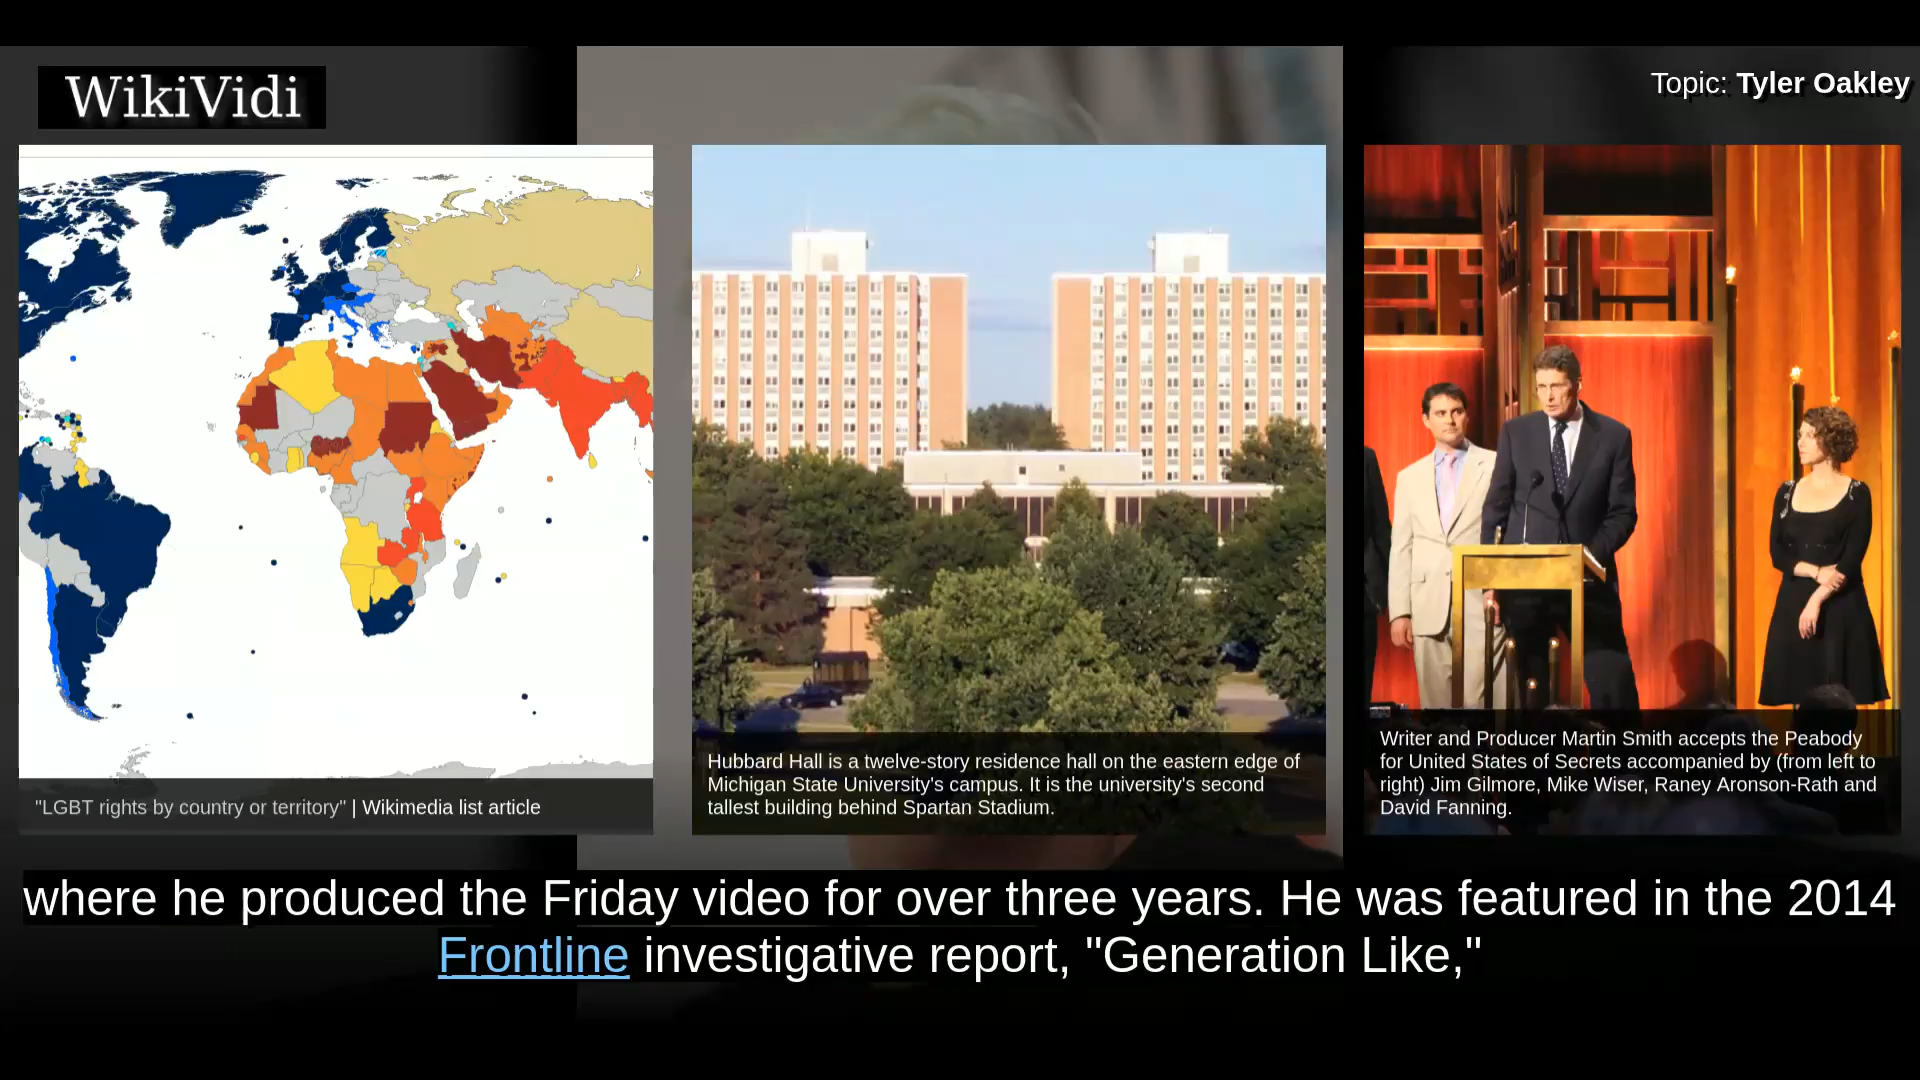 WikiVidi
Topic: Tyler Oakley
"LGBT rights by country or territory" | Wikimedia list article
Hubbard Hall is a twelve-story residence hall on the eastern edge of
Michigan State University's campus. It is the university's second
tallest building behind Spartan Stadium.
Writer and Producer Martin Smith accepts the Peabody
for United States of Secrets accompanied by (from left to
right) Jim Gilmore, Mike Wiser, Raney Aronson-Rath and
David Fanning.
where he produced the Friday video for over three years. He was featured in the 2014
Frontline investigative report, "Generation Like,"